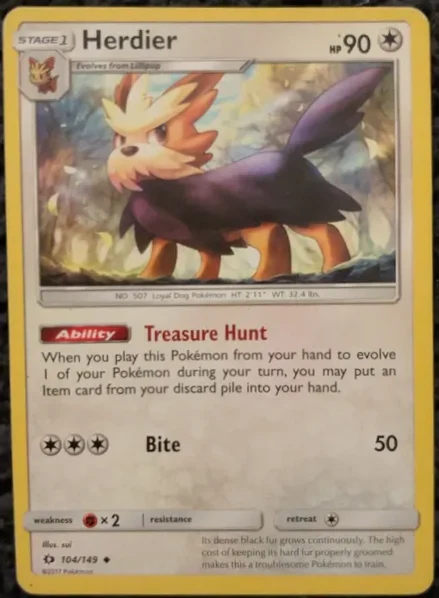 STAGE 1 Herdier HP 90
Evolves from Lillipup
NO. 507 Loyal Dog Pokémon HT: 2'11" WT: 32.4 lbs.
Ability Treasure Hunt
When you play this Pokémon from your hand to evolve
1 of your Pokémon during your turn, you may put an
Item card from your discard pile into your hand.
Bite 50
weakness ×2 resistance retreat
Illus. sui
104/149
©2017 Pokémon
Its dense black fur grows continuously. The high
cost of keeping its hard fur properly groomed
makes this a troublesome Pokémon to train.